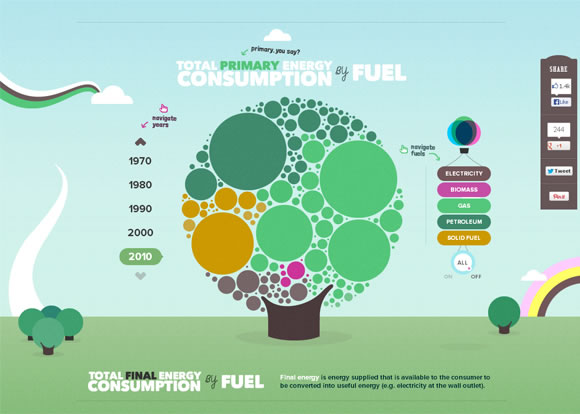 primary, you say?
TOTAL PRIMARY ENERGY
CONSUMPTION by FUEL
navigate
years
1970
1980
1990
2000
2010
navigate
fuels
ELECTRICITY
BIOMASS
GAS
PETROLEUM
SOLID FUEL
ALL
ON OFF
SHARE
1.4k
Like
244
+1
Tweet
Pin it
TOTAL FINAL ENERGY
CONSUMPTION by FUEL
Final energy is energy supplied that is available to the consumer to
be converted into useful energy (e.g. electricity at the wall outlet).